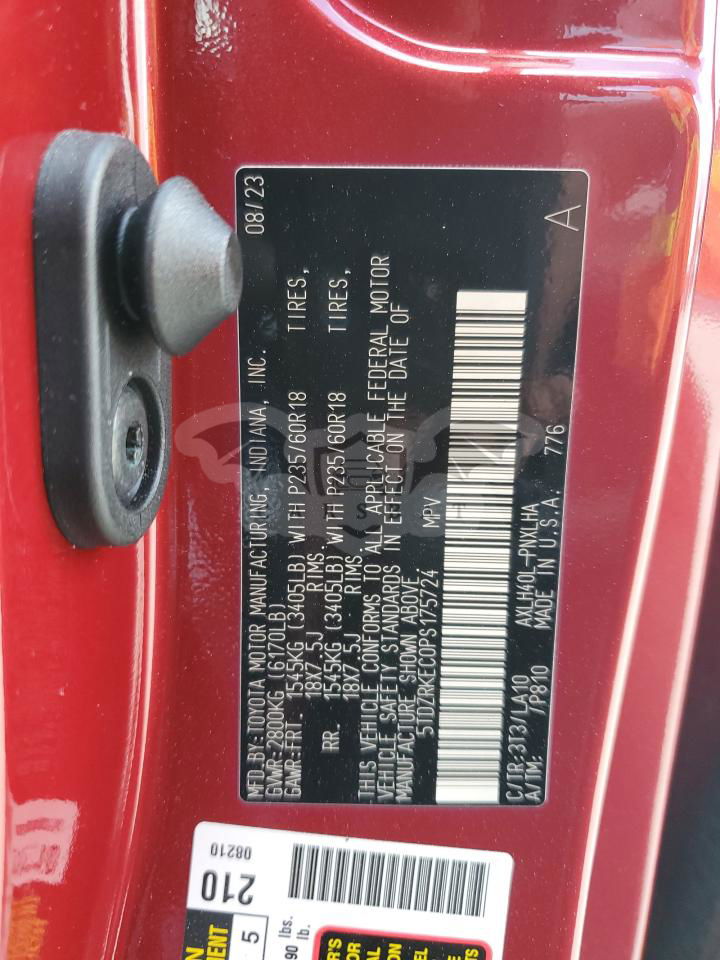 MFD.BY:TOYOTA MOTOR MANUFACTURING, INDIANA, INC. 08/23
GVWR:2800KG (6170LB)
GAWR:FRT. 1545KG (3405LB) WITH P235/60R18 TIRES,
18X7.5J RIMS.
RR. 1545KG (3405LB) WITH P235/60R18 TIRES,
18X7.5J RIMS.
THIS VEHICLE CONFORMS TO ALL APPLICABLE FEDERAL MOTOR
VEHICLE SAFETY STANDARDS IN EFFECT ON THE DATE OF
MANUFACTURE SHOWN ABOVE.
5TDZRKEC0PS175724 MPV
C/TR:3T3/LA10 AXLH40L-PNXLHA
A/TM: /P810 MADE IN U.S.A. 776 A
08210
210
5
90 lbs.
lb.